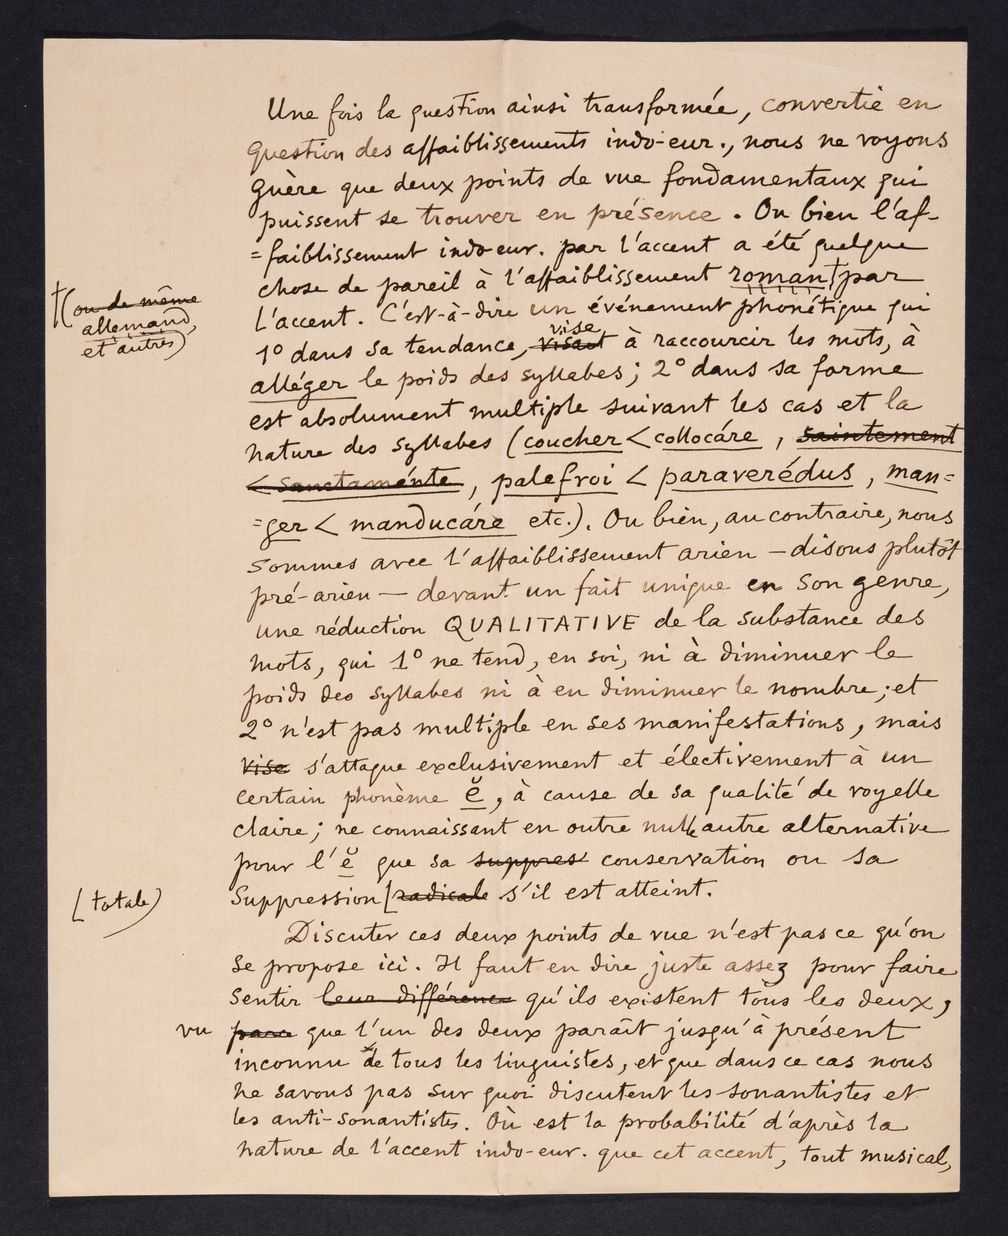 Une fois la question ainsi transformée, convertie en
question des affaiblissements indo-eur., nous ne voyons
guère que deux points de vue fondamentaux qui
puissent se trouver en présence. Ou bien l'af-
=faiblissement indo-eur. par l'accent a été quelque
chose de pareil à l'affaiblissement roman† par
†(ou de même
allemand,
et autres)
l'accent. C'est-à-dire un événement phonétique qui
vise
1° dans sa tendance, visant à raccourcir les mots, à
alléger le poids des syllabes; 2° dans sa forme
est absolument multiple suivant les cas et la
nature des syllabes (coucher < collocáre, saintement
< sanctaménte, palefroi < paraverédus, man=
=ger < manducáre etc.). Ou bien, au contraire, nous
sommes avec l'affaiblissement arien — disons plutôt
pré-arien — devant un fait unique en son genre,
une réduction QUALITATIVE de la substance des
mots, qui 1° ne tend, en soi, ni à diminuer le
poids des syllabes ni à en diminuer le nombre; et
2° n'est pas multiple en ses manifestations, mais
vise s'attaque exclusivement et électivement à un
certain phonème ĕ, à cause de sa qualité de voyelle
claire; ne connaissant en outre nulle autre alternative
pour l'ĕ que sa suppres conservation ou sa
suppression [radicale s'il est atteint.
[totale)
Discuter ces deux points de vue n'est pas ce qu'on
se propose ici. Il faut en dire juste assez pour faire
sentir leur différence qu'ils existent tous les deux,
vu parce que l'un des deux paraît jusqu'à présent
inconnu de tous les linguistes, et que dans ce cas nous
ne savons pas sur quoi discutent les sonantistes et
les anti-sonantistes. Où est la probabilité d'après la
nature de l'accent indo-eur. que cet accent, tout musical,